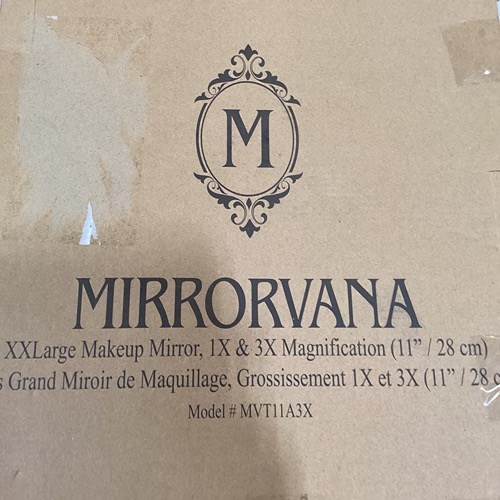 M
MIRRORVANA
XXLarge Makeup Mirror, 1X & 3X Magnification (11” / 28 cm)
Grand Miroir de Maquillage, Grossissement 1X et 3X (11” / 28
Model # MVT11A3X